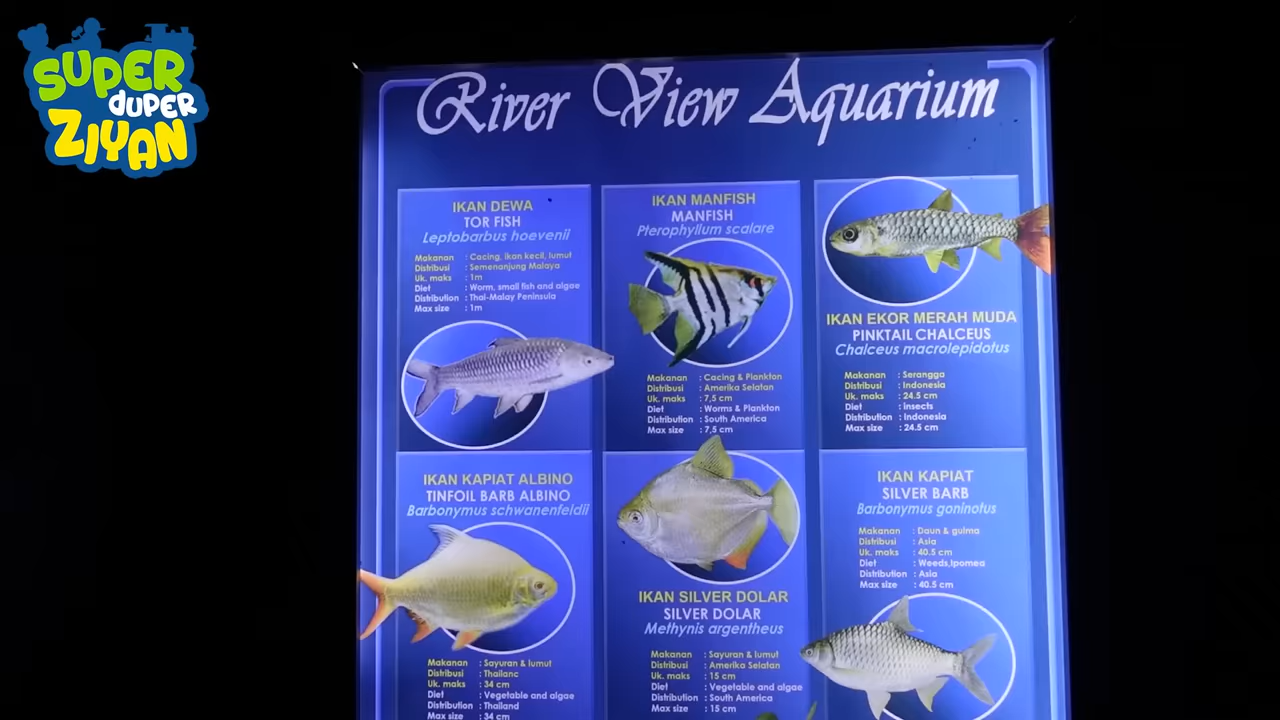 SUPER
DUPER
ZIYAN
River View Aquarium
IKAN DEWA
TOR FISH
Leptobarbus hoevenii
Makanan : Cacing, ikan kecil, lumut
Distribusi : Semenanjung Malaya
Uk. maks : 1m
Diet : Worm, small fish and algae
Distribution : Thai-Malay Peninsula
Max size : 1m
IKAN MANFISH
MANFISH
Pterophyllum scalare
Makanan : Cacing & Plankton
Distribusi : Amerika Selatan
Uk. maks : 7,5 cm
Diet : Worms & Plankton
Distribution : South America
Max size : 7,5 cm
IKAN EKOR MERAH MUDA
PINKTAIL CHALCEUS
Chalceus macrolepidotus
Makanan : Serangga
Distribusi : Indonesia
Uk. maks : 24.5 cm
Diet : insects
Distribution : Indonesia
Max size : 24.5 cm
IKAN KAPIAT ALBINO
TINFOIL BARB ALBINO
Barbonymus schwanenfeldii
Makanan : Sayuran & lumut
Distribusi : Thailanc
Uk. maks : 34 cm
Diet : Vegetable and algae
Distribution : Thailand
Max size : 34 cm
IKAN SILVER DOLAR
SILVER DOLAR
Methynis argentheus
Makanan : Sayuran & lumut
Distribusi : Amerika Selatan
Uk. maks : 15 cm
Diet : Vegetable and algae
Distribution : South America
Max size : 15 cm
IKAN KAPIAT
SILVER BARB
Barbonymus goninotus
Makanan : Daun & gulma
Distribusi : Asia
Uk. maks : 40.5 cm
Diet : Weeds,Ipomea
Distribution : Asia
Max size : 40.5 cm